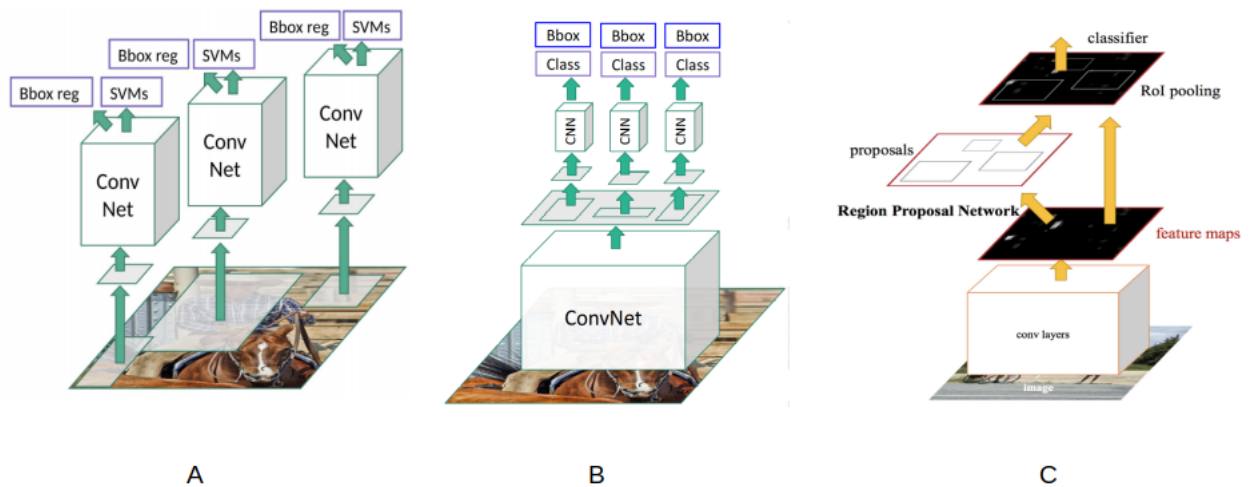 Bbox reg
SVMs
Bbox reg
SVMs
Bbox reg
SVMs
Conv
Net
Conv
Net
Conv
Net
A
Bbox
Bbox
Bbox
Class
Class
Class
CNN
CNN
CNN
ConvNet
B
classifier
RoI pooling
proposals
Region Proposal Network
feature maps
conv layers
image
C